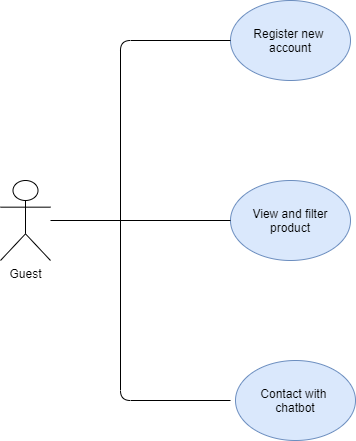 Register new
account
View and filter
product
Guest
Contact with
chatbot